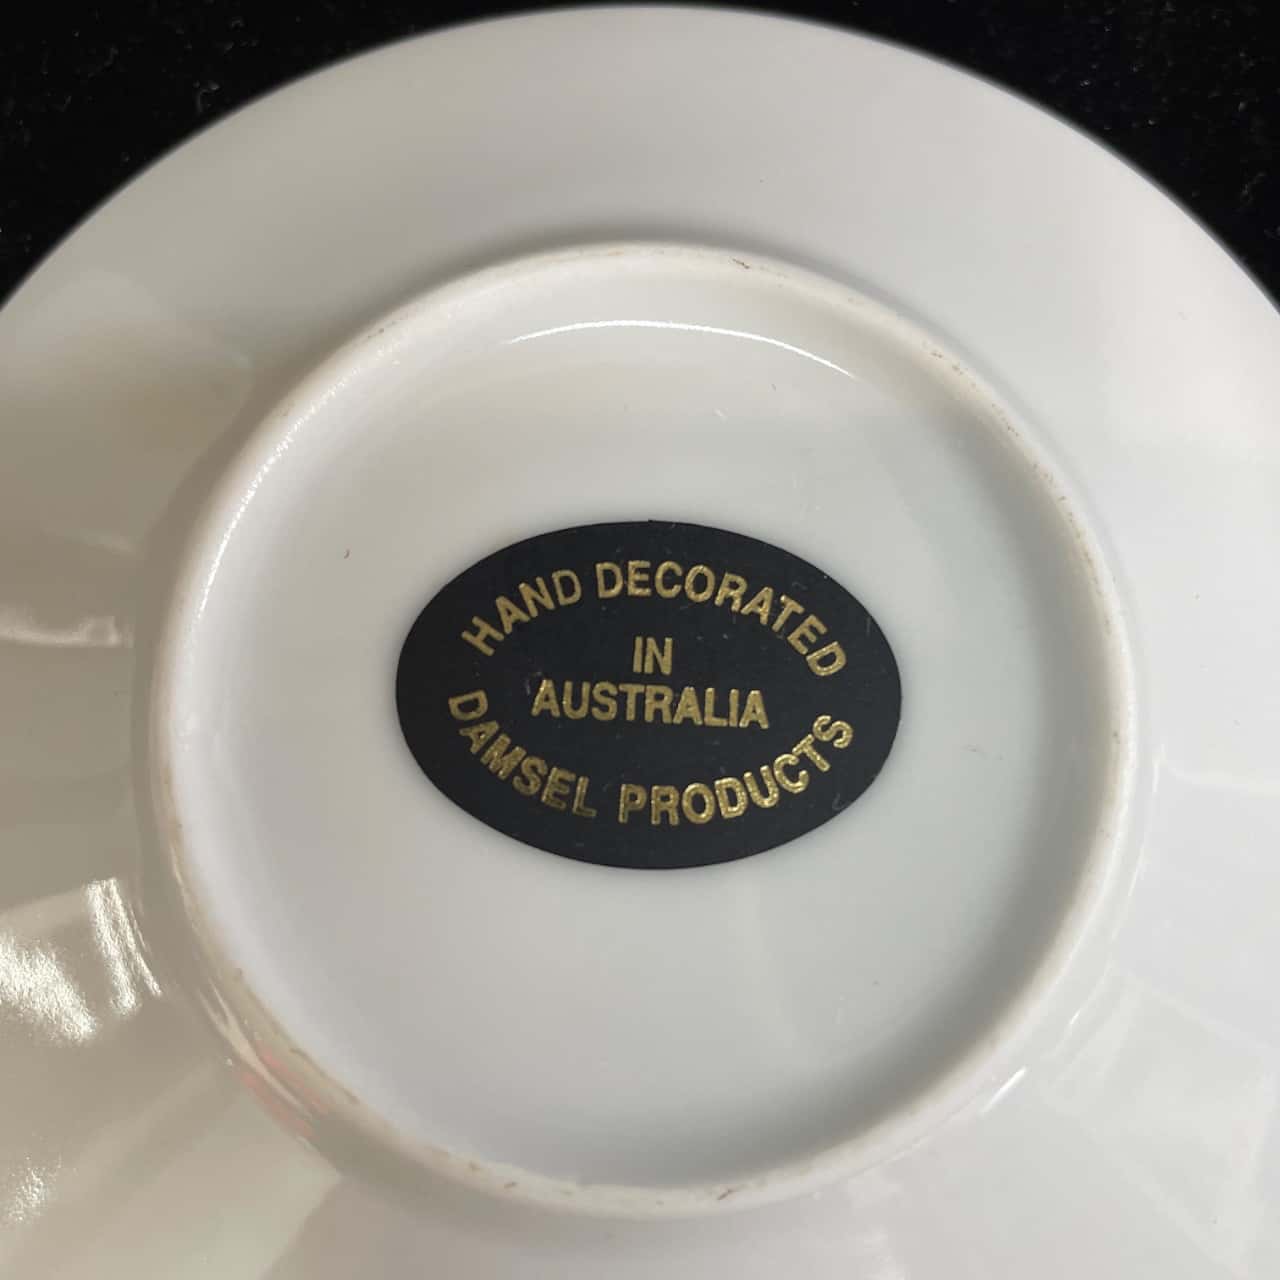 HAND DECORATED
IN
AUSTRALIA
DAMSEL PRODUCTS